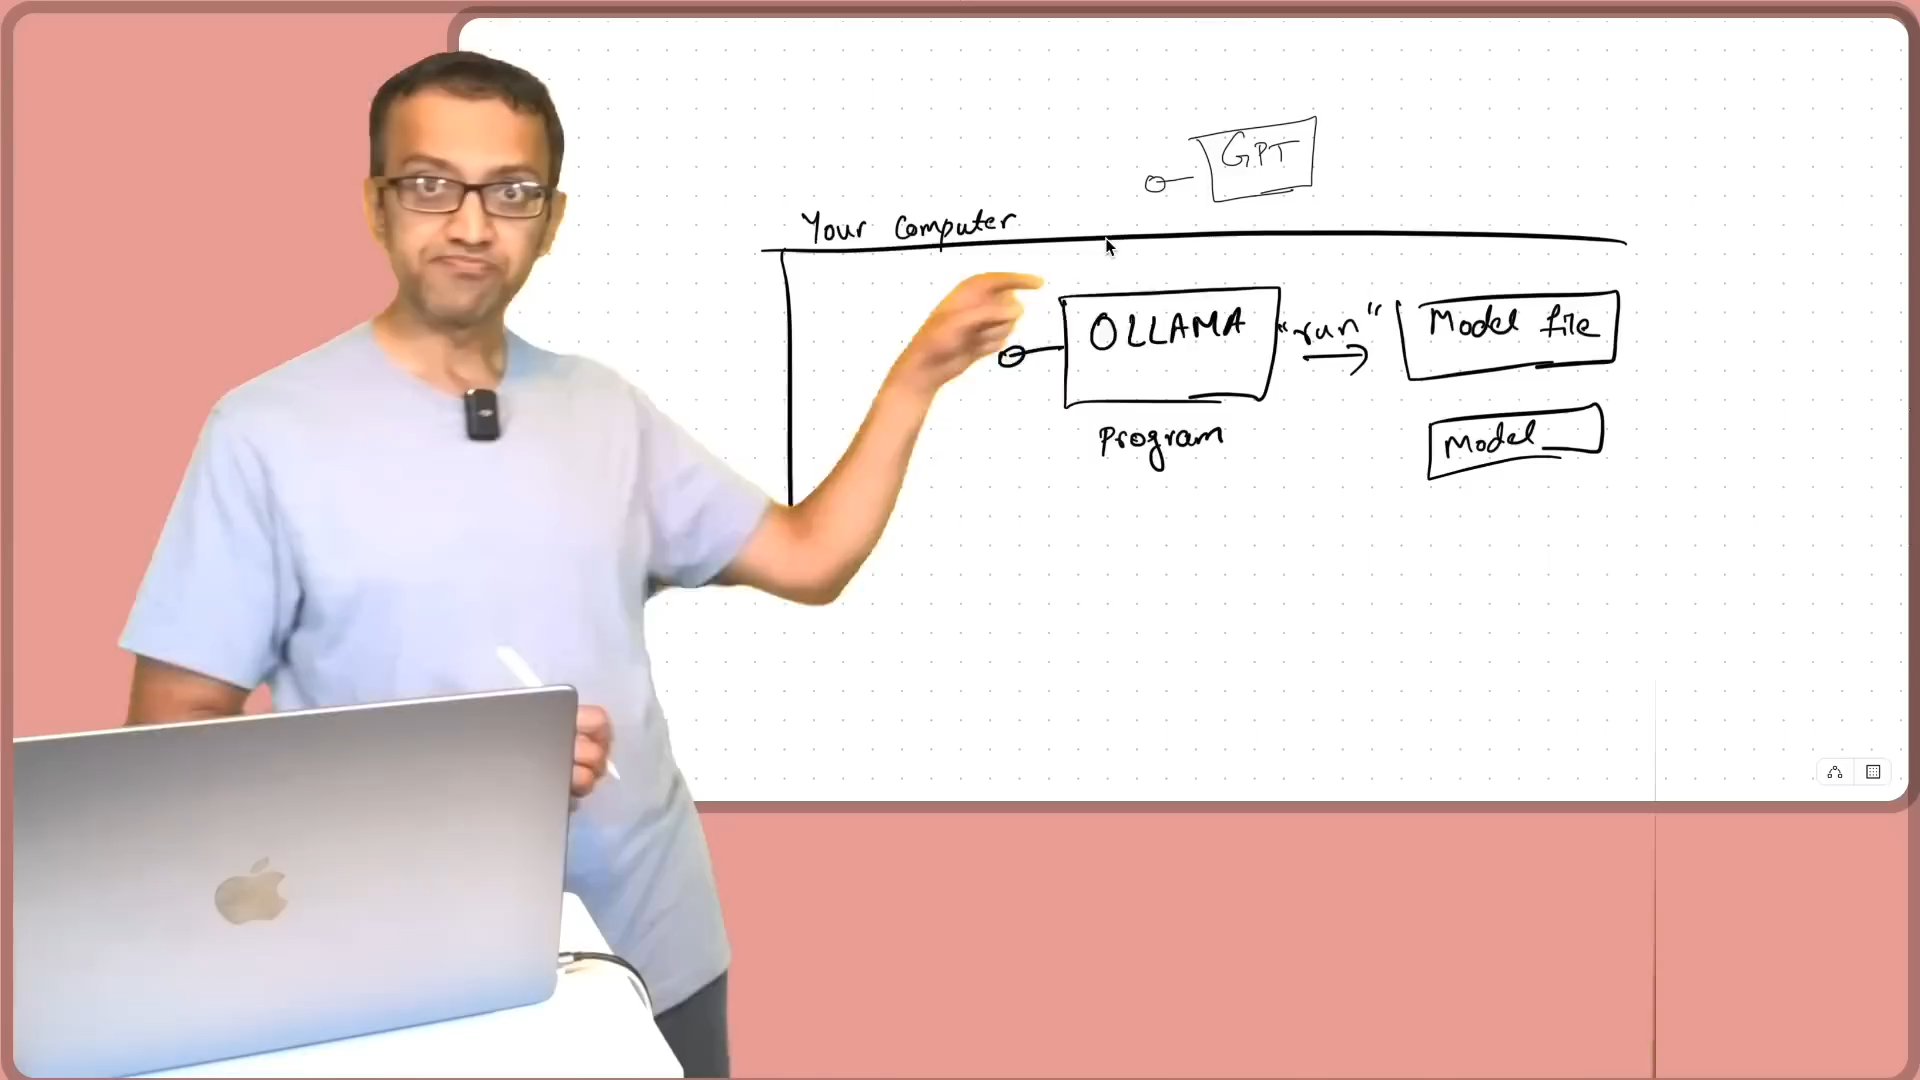 GPT
Your Computer
OLLAMA
"run"
Model file
Program
Model